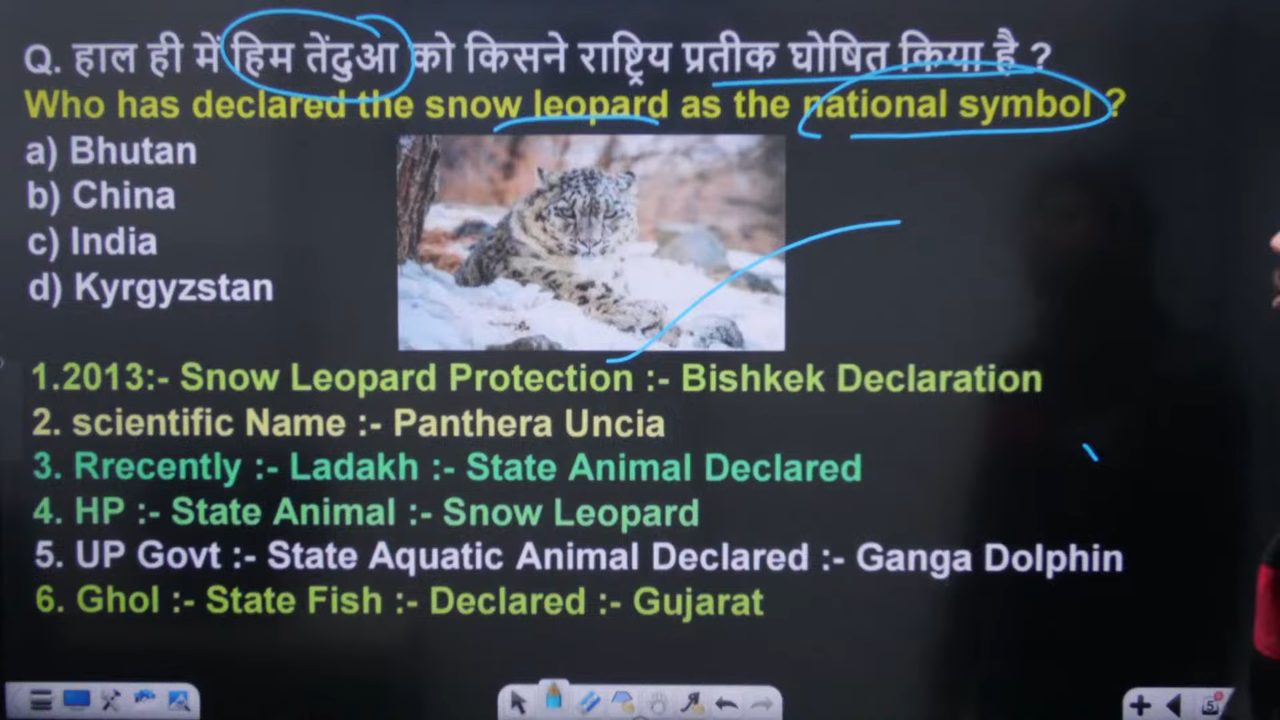 Q. हाल ही में हिम तेंदुआ को किसने राष्ट्रिय प्रतीक घोषित किया है ?
Who has declared the snow leopard as the national symbol ?
a) Bhutan
b) China
c) India
d) Kyrgyzstan
1.2013:- Snow Leopard Protection :- Bishkek Declaration
2. scientific Name :- Panthera Uncia
3. Rrecently :- Ladakh :- State Animal Declared
4. HP :- State Animal :- Snow Leopard
5. UP Govt :- State Aquatic Animal Declared :- Ganga Dolphin
6. Ghol :- State Fish :- Declared :- Gujarat
5